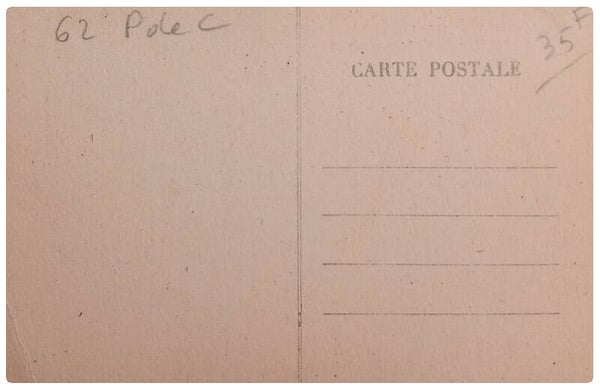 62 P de C
35F
CARTE POSTALE